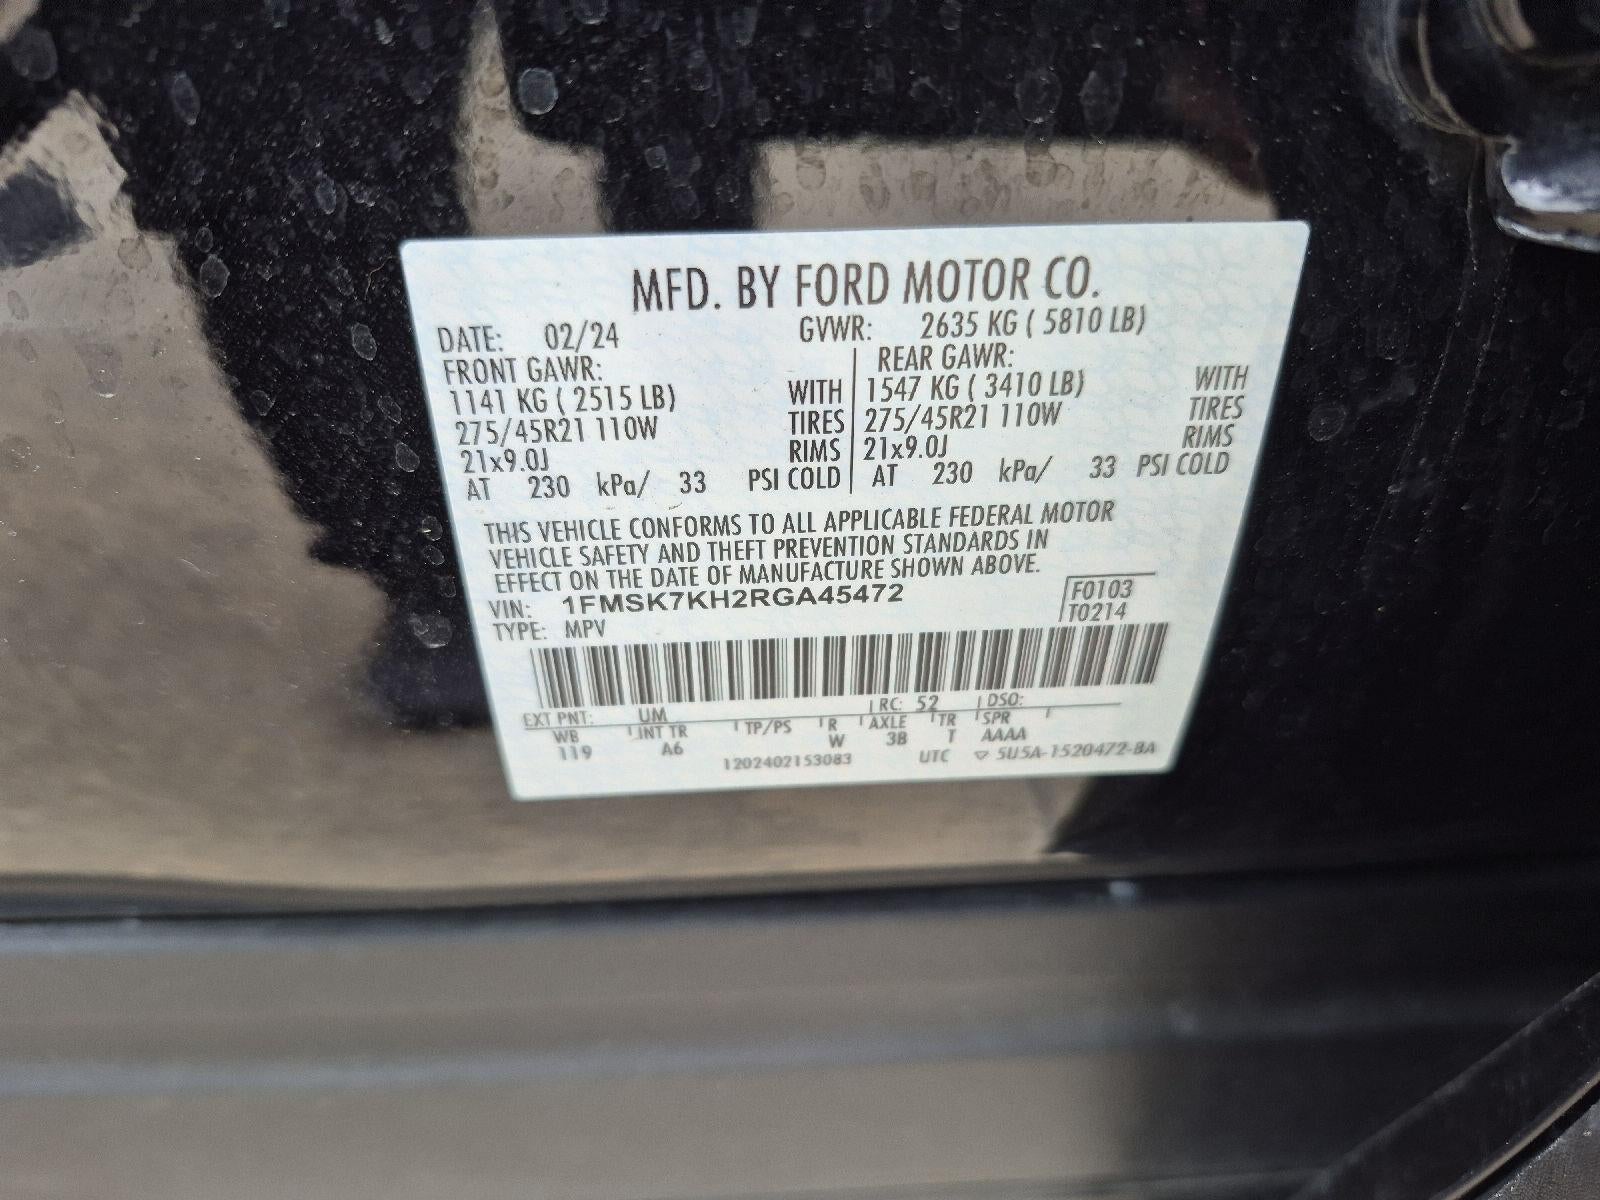 MFD. BY FORD MOTOR CO.
DATE: 02/24 GVWR: 2635 KG ( 5810 LB)
FRONT GAWR: REAR GAWR:
1141 KG ( 2515 LB) WITH 1547 KG ( 3410 LB) WITH
275/45R21 110W TIRES 275/45R21 110W TIRES
21x9.0J RIMS 21x9.0J RIMS
AT 230 kPa/ 33 PSI COLD AT 230 kPa/ 33 PSI COLD
THIS VEHICLE CONFORMS TO ALL APPLICABLE FEDERAL MOTOR
VEHICLE SAFETY AND THEFT PREVENTION STANDARDS IN
EFFECT ON THE DATE OF MANUFACTURE SHOWN ABOVE.
VIN: 1FMSK7KH2RGA45472 F0103
TYPE: MPV T0214
EXT PNT: UM RC: 52 DSO:
WB INT TR TP/PS R AXLE TR SPR
119 A6 W 3B T AAAA
1202402153083 UTC ▽ 5U5A-1520472-BA